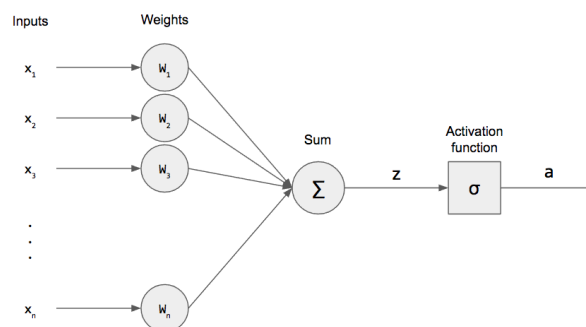 Inputs
Weights
x₁
W₁
x₂
W₂
x₃
W₃
Sum
Σ
z
Activation
function
σ
a
.
.
.
xₙ
Wₙ